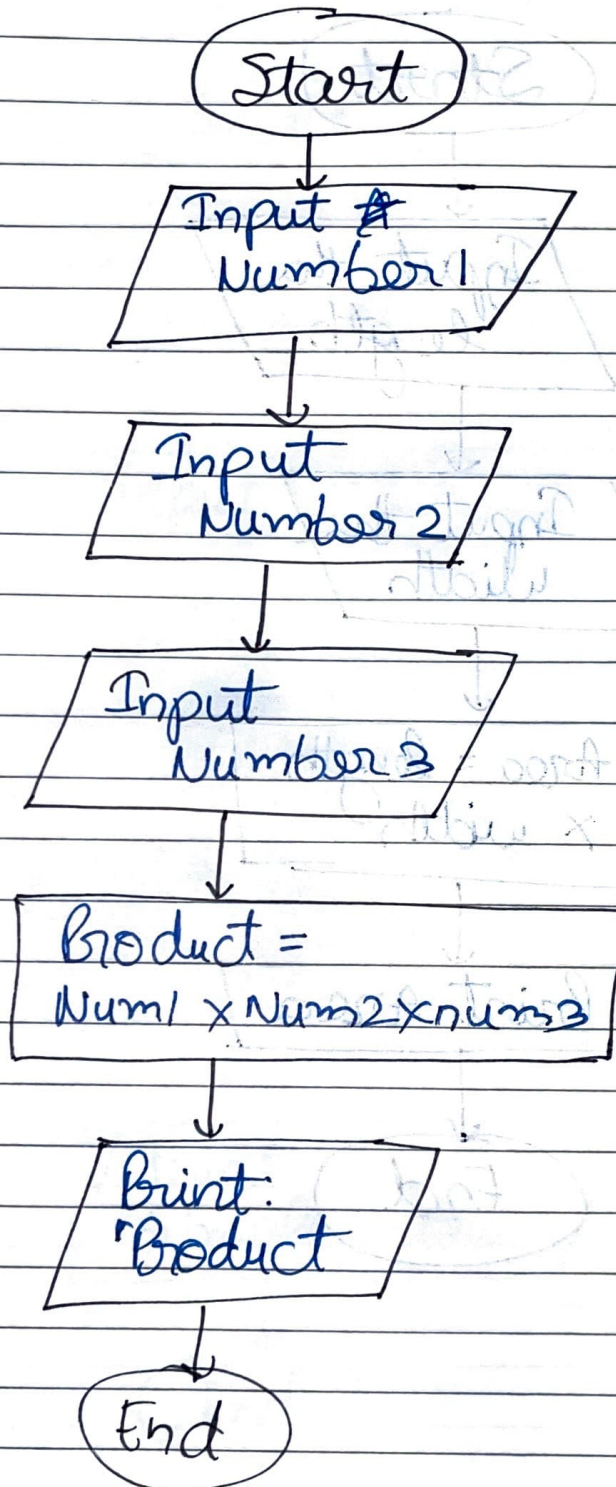 Start
Input
Number 1
Input
Number 2
Input
Number 3
Product =
Num1 × Num2 × num3
Print:
"Product
End